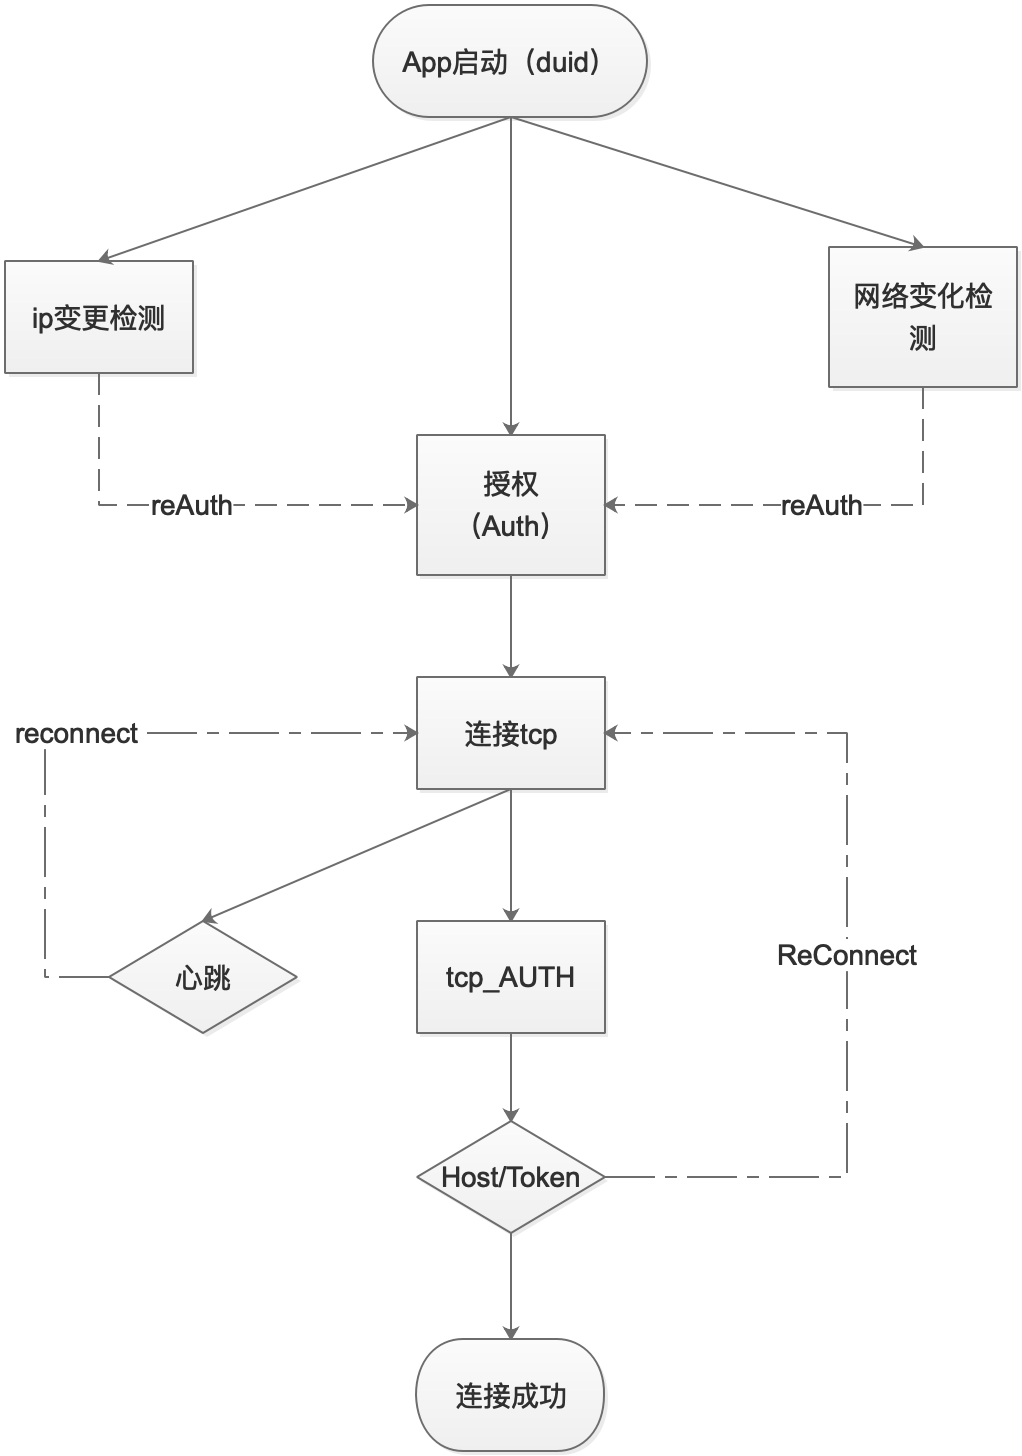 App启动（duid）
ip变更检测
网络变化检
测
授权
（Auth）
reAuth
reAuth
连接tcp
reconnect
心跳
tcp_AUTH
ReConnect
Host/Token
连接成功